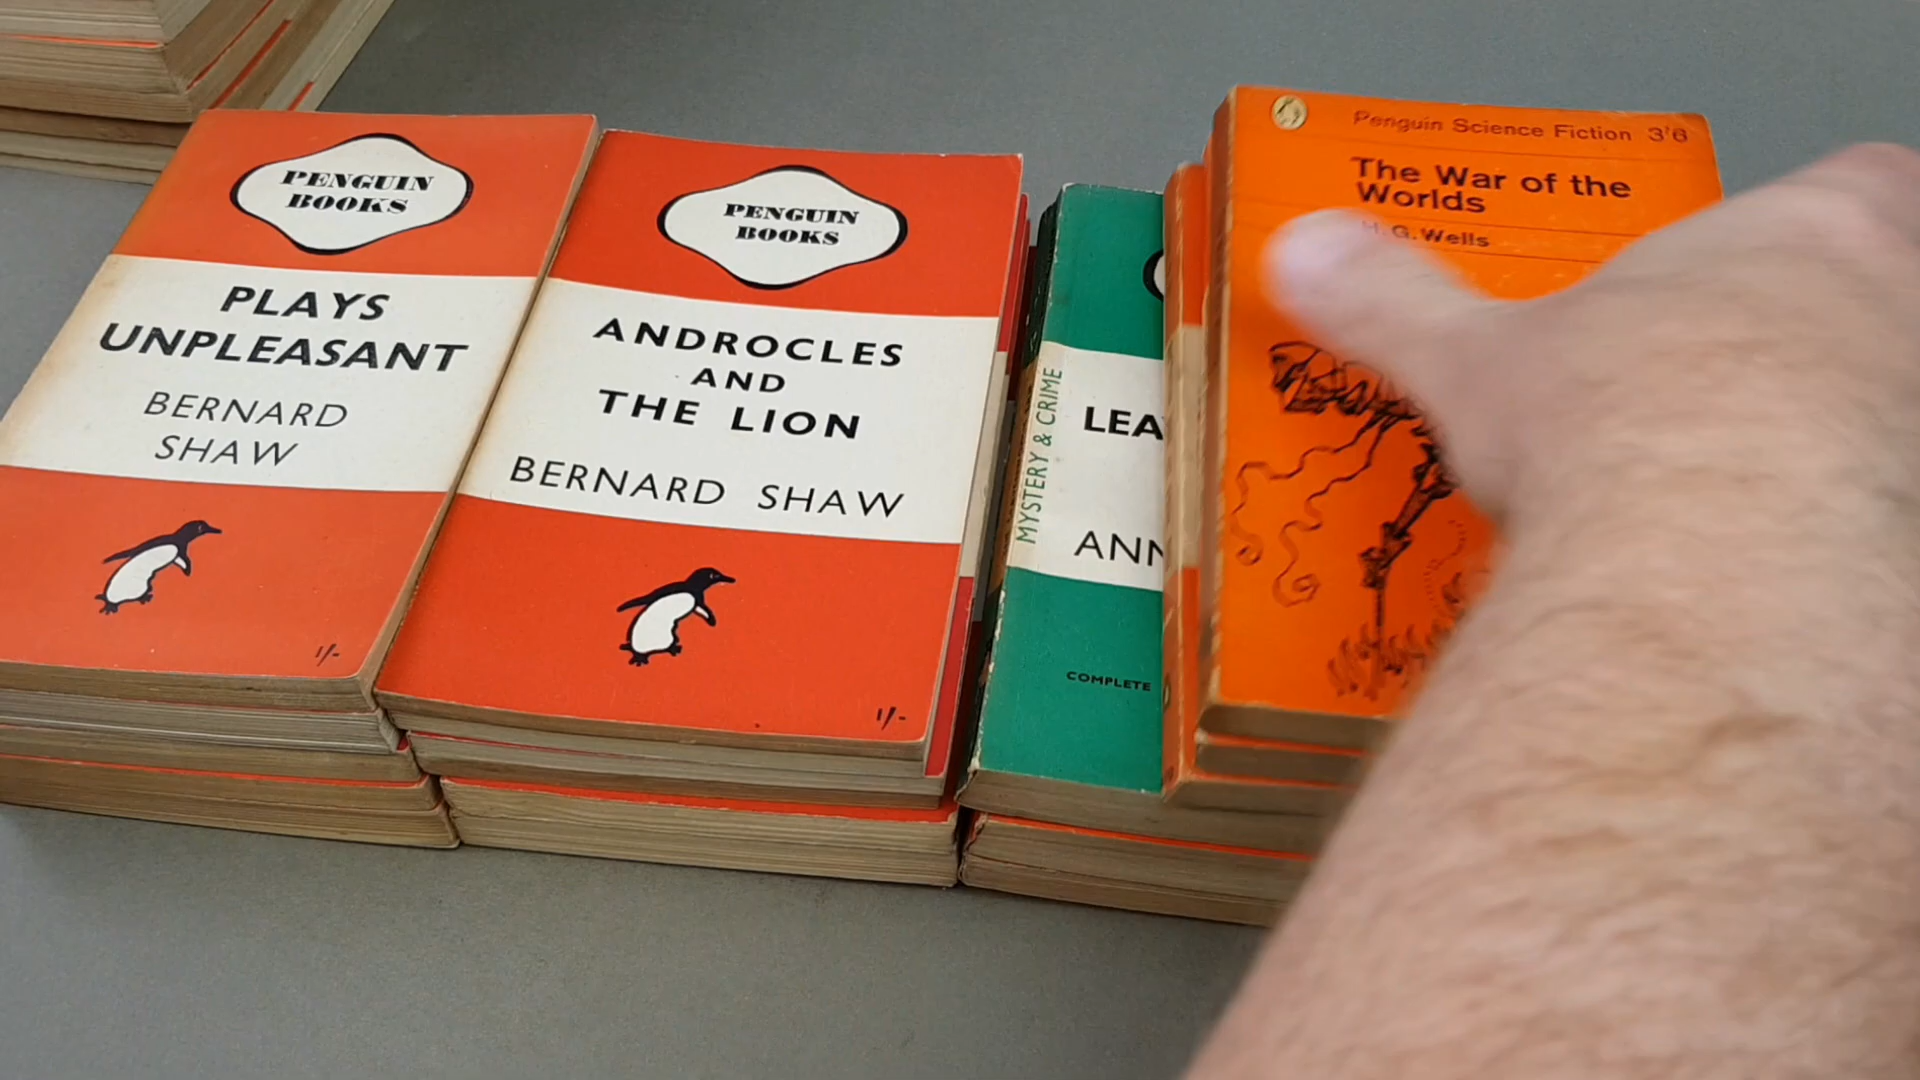 PENGUIN
BOOKS
PLAYS
UNPLEASANT
BERNARD
SHAW
1/-
PENGUIN
BOOKS
ANDROCLES
AND
THE LION
BERNARD SHAW
1/-
MYSTERY & CRIME
LEA
ANN
COMPLETE
Penguin Science Fiction 3'6
The War of the
Worlds
H. G. Wells